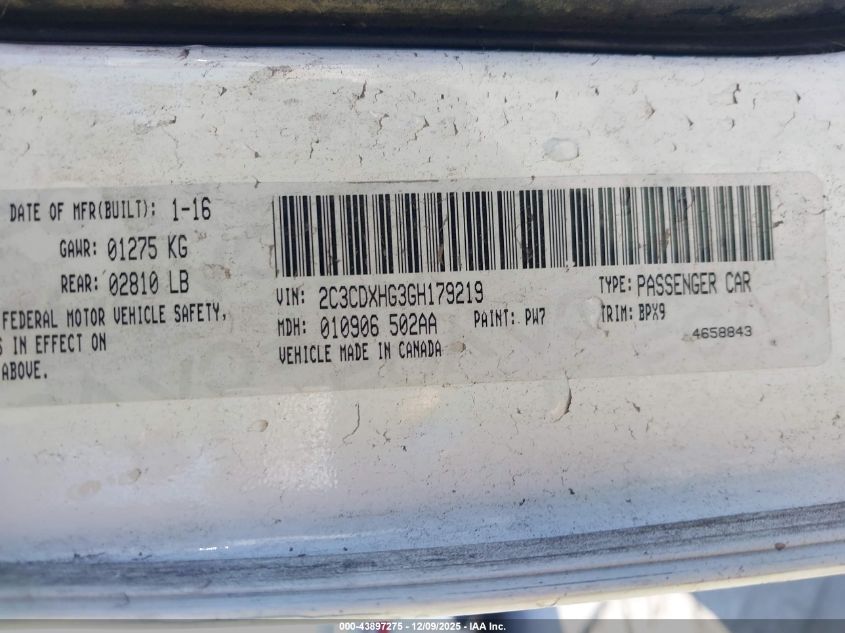 DATE OF MFR(BUILT): 1-16
GAWR: 01275 KG
REAR: 02810 LB
FEDERAL MOTOR VEHICLE SAFETY,
IN EFFECT ON
ABOVE.
VIN: 2C3CDXHG3GH179219 TYPE: PASSENGER CAR
MDH: 010906 502AA PAINT: PW7 TRIM: BPX9
VEHICLE MADE IN CANADA 4658843
000-43897275 - 12/09/2025 - IAA Inc.